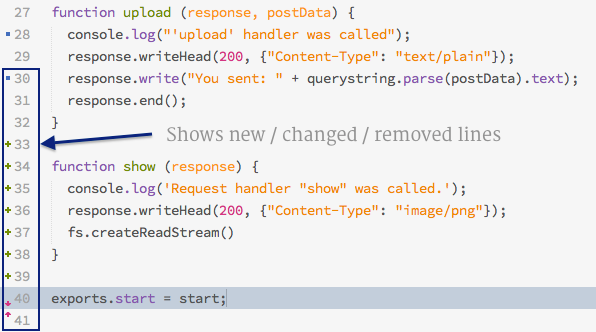 27 function upload (response, postData) {
28 console.log("'upload' handler was called");
29 response.writeHead(200, {"Content-Type": "text/plain"});
30 response.write("You sent: " + querystring.parse(postData).text);
31 response.end();
32 }
33 Shows new / changed / removed lines
34 function show (response) {
35 console.log('Request handler "show" was called.');
36 response.writeHead(200, {"Content-Type": "image/png"});
37 fs.createReadStream()
38 }
39
40 exports.start = start;
41